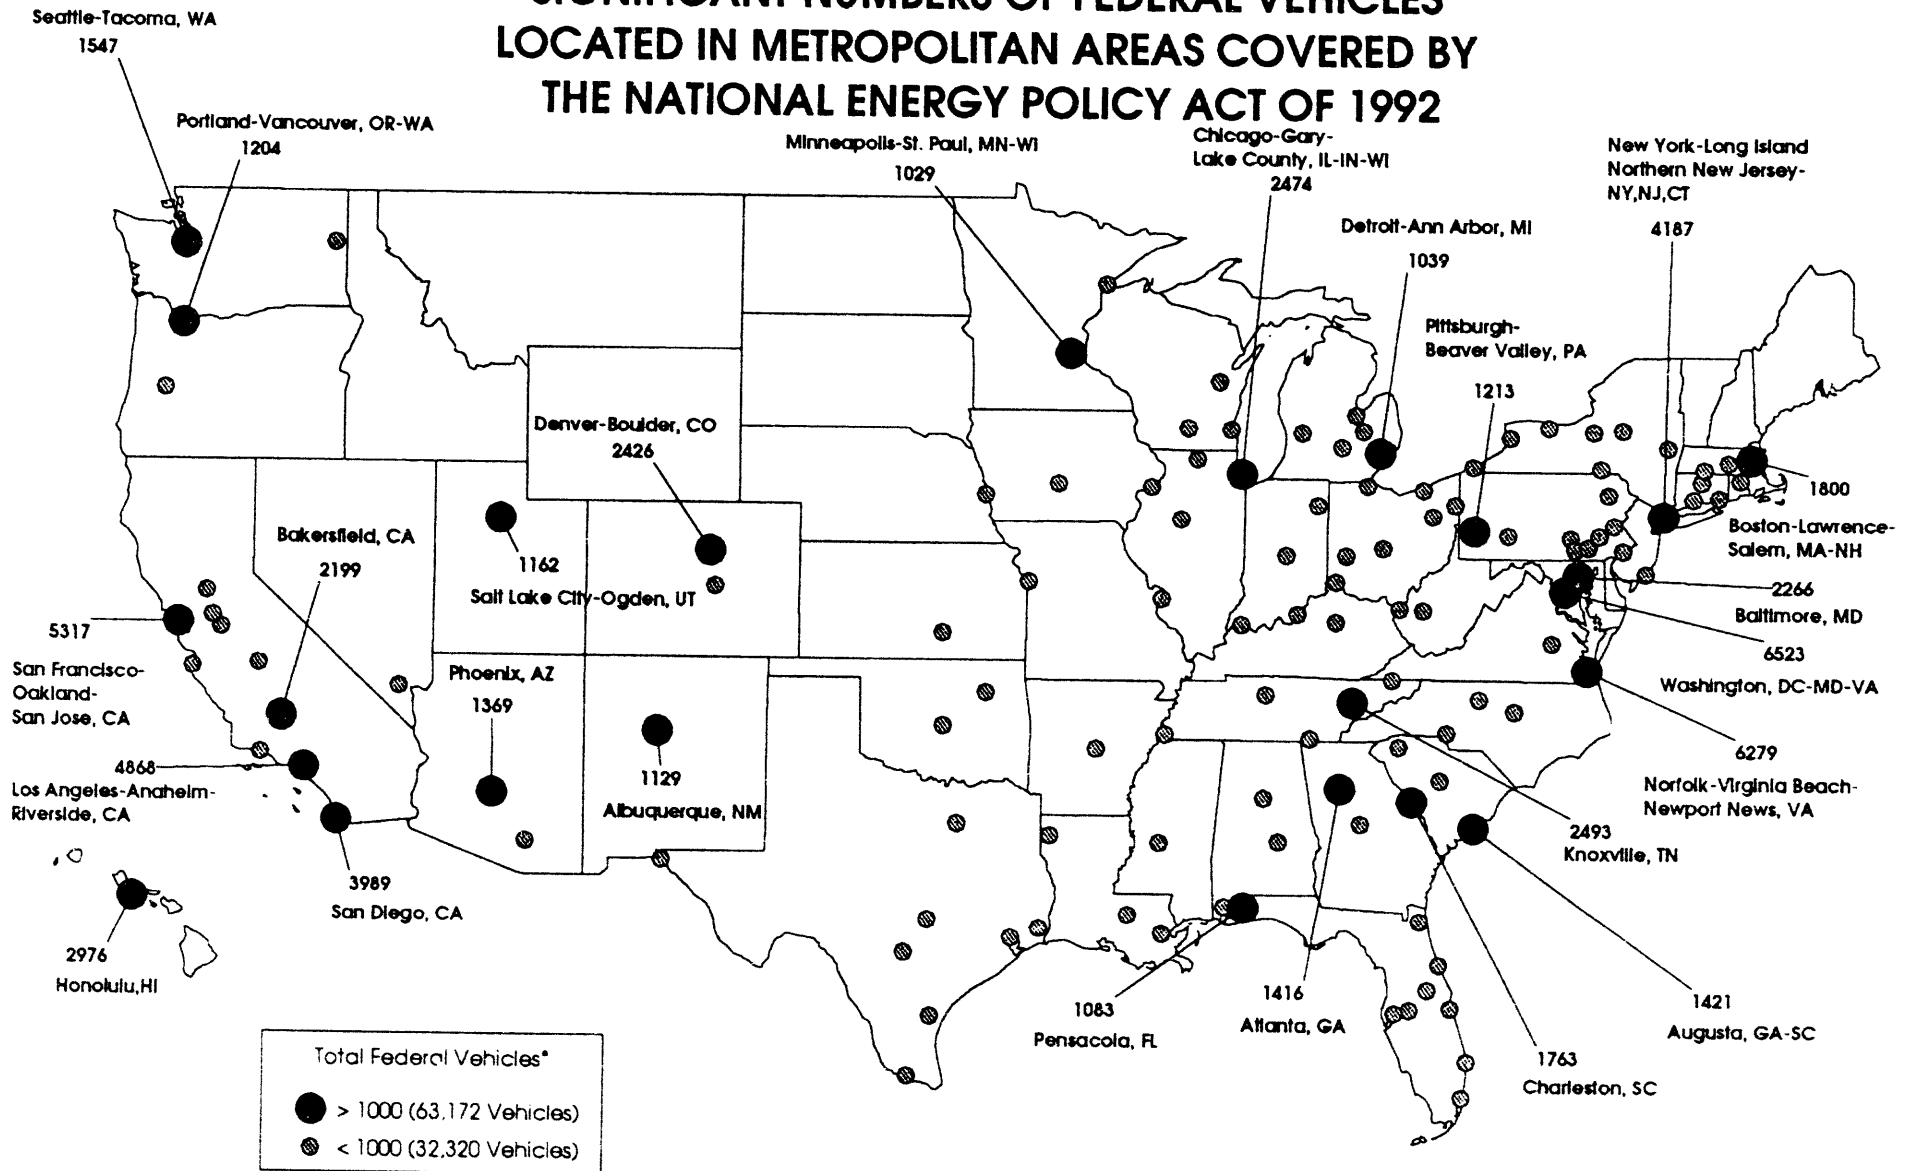 SIGNIFICANT NUMBERS OF FEDERAL VEHICLES
LOCATED IN METROPOLITAN AREAS COVERED BY
THE NATIONAL ENERGY POLICY ACT OF 1992
Seattle-Tacoma, WA
1547
Portland-Vancouver, OR-WA
1204
Minneapolis-St. Paul, MN-WI
1029
Chicago-Gary-
Lake County, IL-IN-WI
2474
New York-Long Island
Northern New Jersey-
NY,NJ,CT
4187
Detroit-Ann Arbor, MI
1039
Pittsburgh-
Beaver Valley, PA
1213
Denver-Boulder, CO
2426
1800
Boston-Lawrence-
Salem, MA-NH
Bakersfield, CA
2199
1162
Salt Lake City-Ogden, UT
2266
Baltimore, MD
5317
San Francisco-
Oakland-
San Jose, CA
6523
Washington, DC-MD-VA
Phoenix, AZ
1369
1129
Albuquerque, NM
6279
Norfolk-Virginia Beach-
Newport News, VA
4868
Los Angeles-Anaheim-
Riverside, CA
2493
Knoxville, TN
3989
San Diego, CA
2976
Honolulu,HI
1083
Pensacola, FL
1416
Atlanta, GA
1421
Augusta, GA-SC
1763
Charleston, SC
Total Federal Vehicles*
> 1000 (63,172 Vehicles)
< 1000 (32,320 Vehicles)